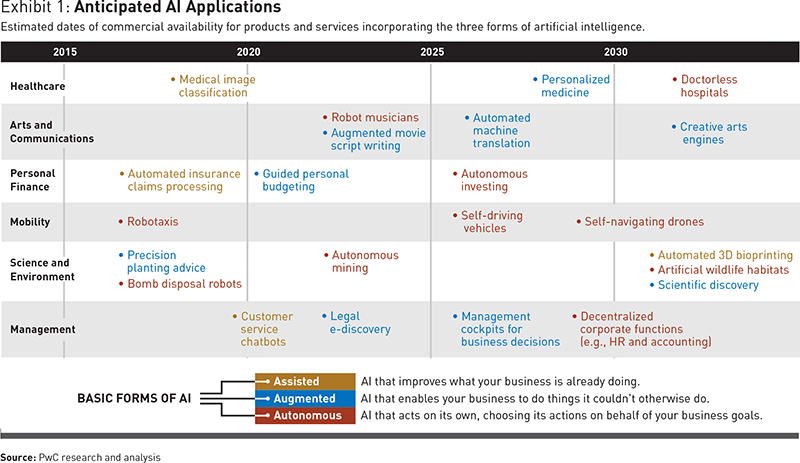 Exhibit 1: Anticipated AI Applications
Estimated dates of commercial availability for products and services incorporating the three forms of artificial intelligence.
2015 2020 2025 2030
Healthcare
• Medical image
classification
• Personalized
medicine
• Doctorless
hospitals
Arts and
Communications
• Robot musicians
• Augmented movie
script writing
• Automated
machine
translation
• Creative arts
engines
Personal
Finance
• Automated insurance
claims processing
• Guided personal
budgeting
• Autonomous
investing
Mobility
• Robotaxis
• Self-driving
vehicles
• Self-navigating drones
Science and
Environment
• Precision
planting advice
• Bomb disposal robots
• Autonomous
mining
• Automated 3D bioprinting
• Artificial wildlife habitats
• Scientific discovery
Management
• Customer
service
chatbots
• Legal
e-discovery
• Management
cockpits for
business decisions
• Decentralized
corporate functions
(e.g., HR and accounting)
BASIC FORMS OF AI
Assisted AI that improves what your business is already doing.
Augmented AI that enables your business to do things it couldn't otherwise do.
Autonomous AI that acts on its own, choosing its actions on behalf of your business goals.
Source: PwC research and analysis